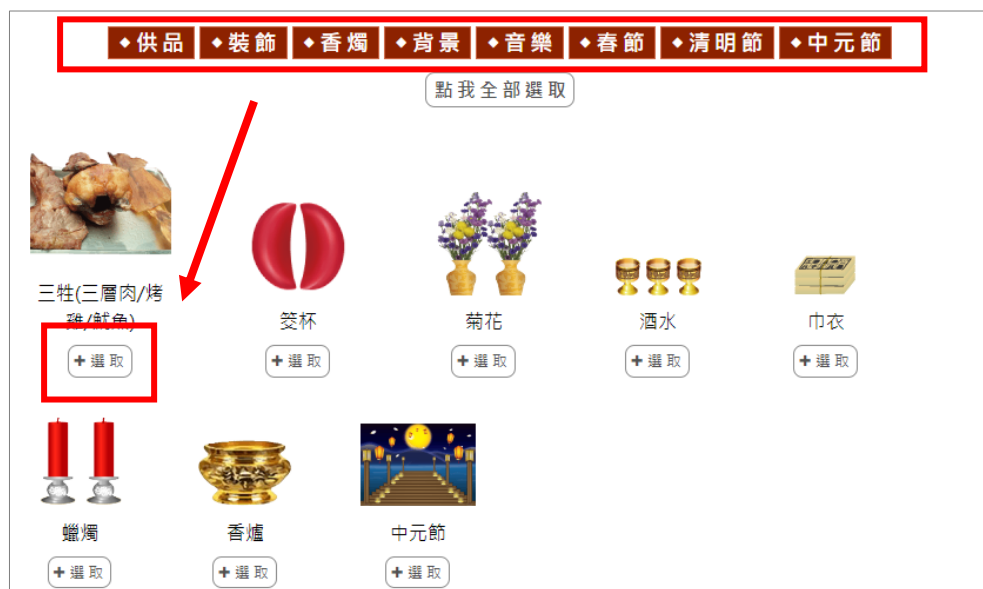 ◆供品 ◆裝飾 ◆香燭 ◆背景 ◆音樂 ◆春節 ◆清明節 ◆中元節
點我全部選取
三牲(三層肉/烤
雞/魷魚)
筊杯
菊花
酒水
巾衣
+選取 +選取 +選取 +選取 +選取
蠟燭 香爐 中元節
+選取 +選取 +選取